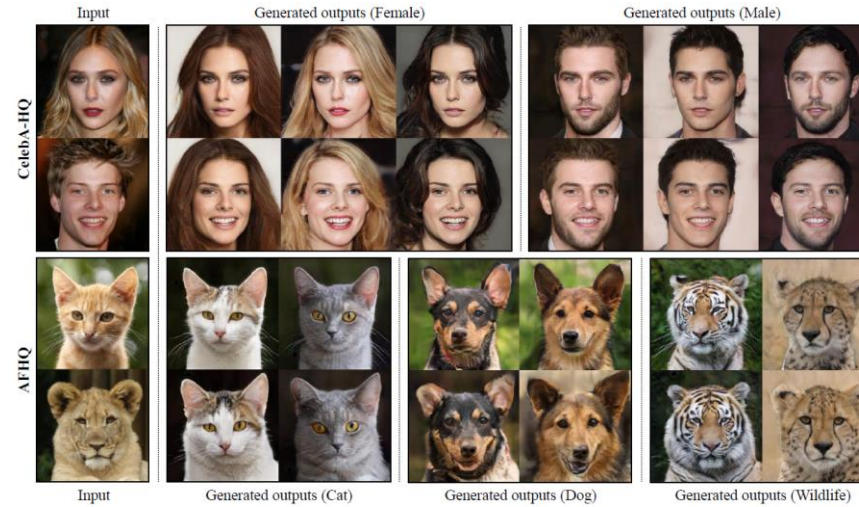 Input
Generated outputs (Female)
Generated outputs (Male)
CelebA-HQ
AFHQ
Input
Generated outputs (Cat)
Generated outputs (Dog)
Generated outputs (Wildlife)